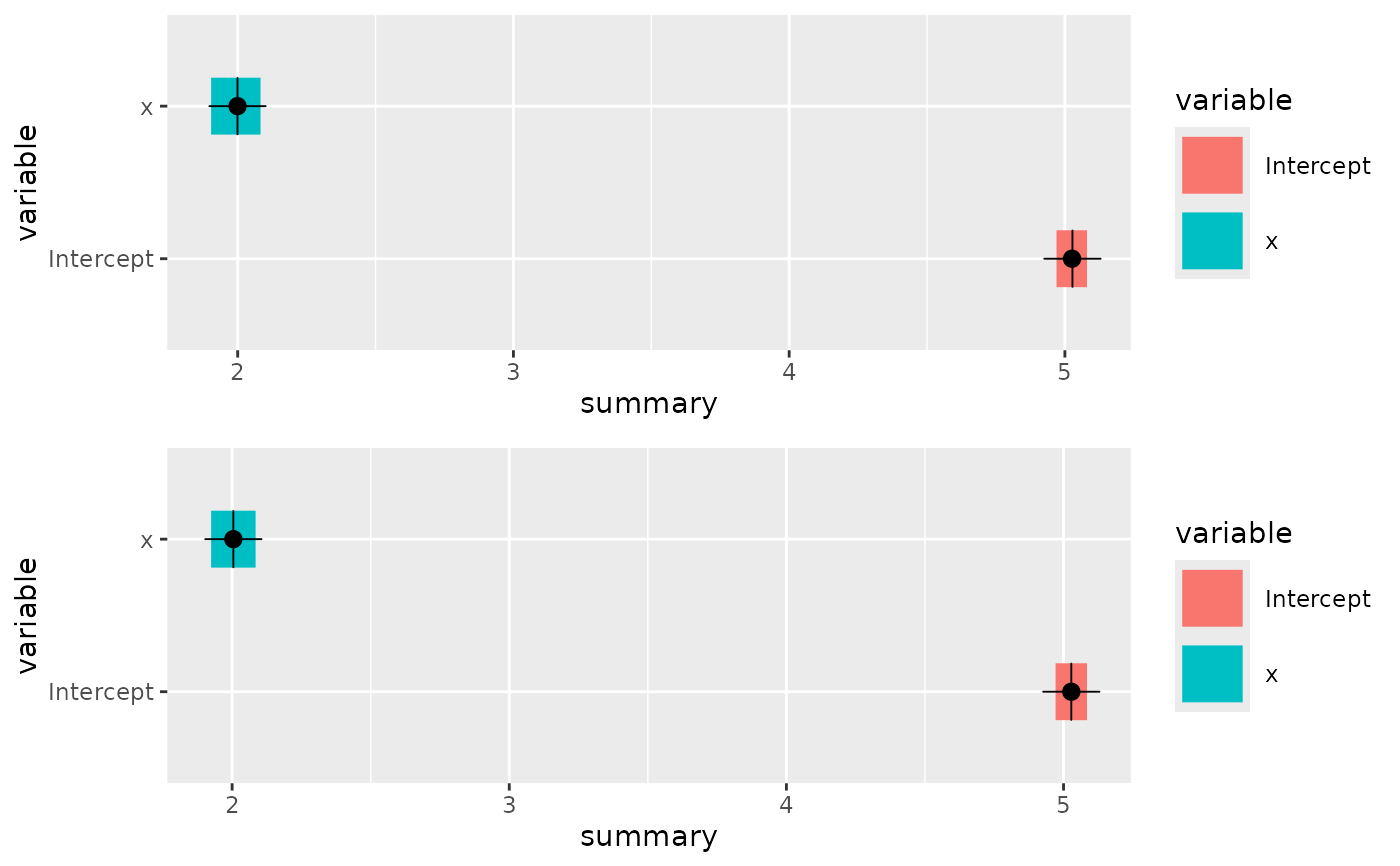 variable
x
Intercept
2 3 4 5
summary
variable
Intercept
x
variable
x
Intercept
2 3 4 5
summary
variable
Intercept
x